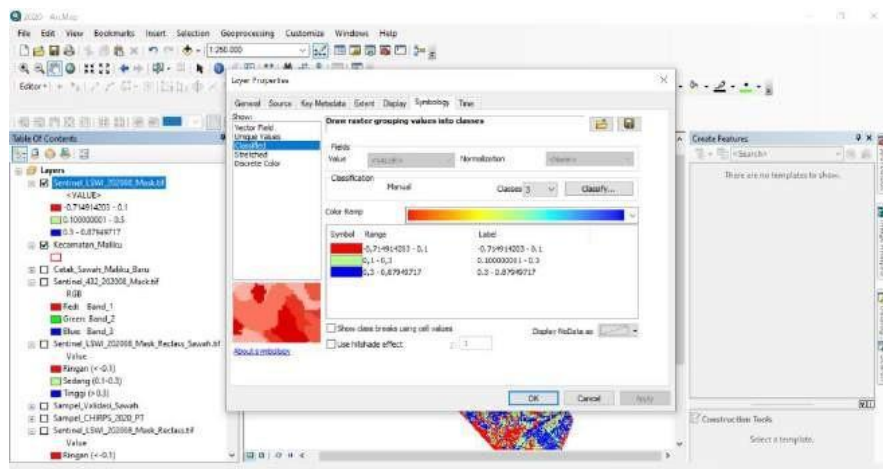 2020 - ArcMap
File Edit View Bookmarks Insert Selection Geoprocessing Customize Windows Help
1:250.000
Editor
Table Of Contents
Layers
Sentinel_LSWI_202008_Mask.tif
<VALUE>
-0.714914203 - 0.1
0.100000001 - 0.3
0.3 - 0.87949717
Kecamatan_Maliku
Cetak_Sawah_Maliku_Baru
Sentinel_432_202008_Mask.tif
RGB
Red: Band_1
Green: Band_2
Blue: Band_3
Sentinel_LSWI_202008_Mask_Reclass_Sawah.tif
Value
Ringan (<-0.1)
Sedang (0.1-0.3)
Tinggi (> 0.3)
Sampel_Validasi_Sawah
Sampel_CHIRPS_2020_PT
Sentinel_LSWI_202008_Mask_Reclass.tif
Value
Ringan (<-0.1)
Layer Properties
General Source Key Metadata Extent Display Symbology Time
Show:
Vector Field
Unique Values
Classified
Stretched
Discrete Color
About symbology
Draw raster grouping values into classes
Fields
Value <VALUE> Normalization <None>
Classification
Manual Classes 3 Classify...
Color Ramp
Symbol Range Label
-0,714914203 - 0,1 -0.714914203 - 0.1
0,1 - 0,3 0.100000001 - 0.3
0,3 - 0,87949717 0.3 - 0.87949717
Show class breaks using cell values Display NoData as
Use hillshade effect Z: 1
OK Cancel Apply
Create Features
<Search>
There are no templates to show.
Construction Tools
Select a template.